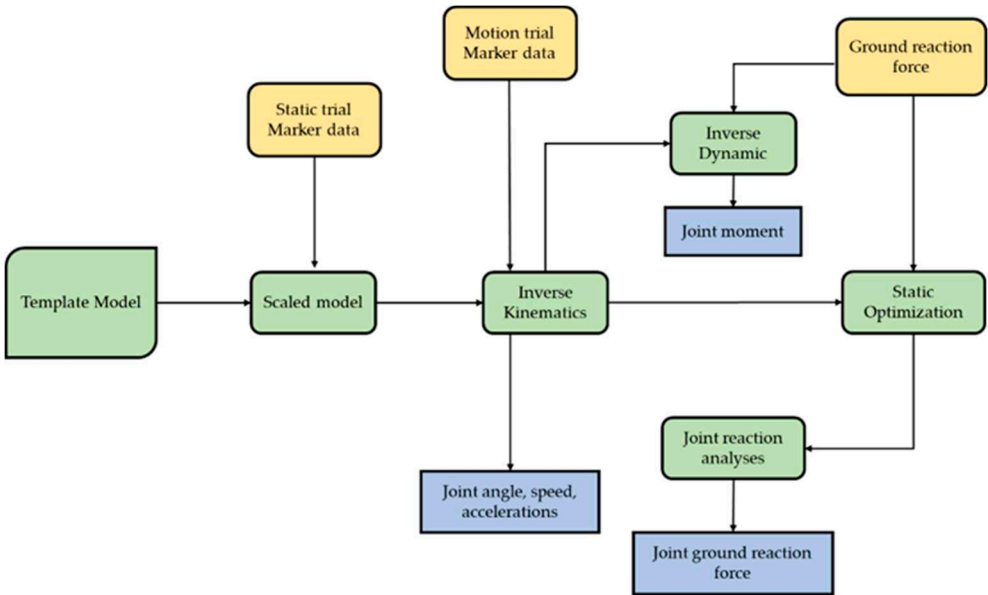 Motion trial
Marker data
Ground reaction
force
Static trial
Marker data
Inverse
Dynamic
Joint moment
Template Model
Scaled model
Inverse
Kinematics
Static
Optimization
Joint reaction
analyses
Joint angle, speed,
accelerations
Joint ground reaction
force